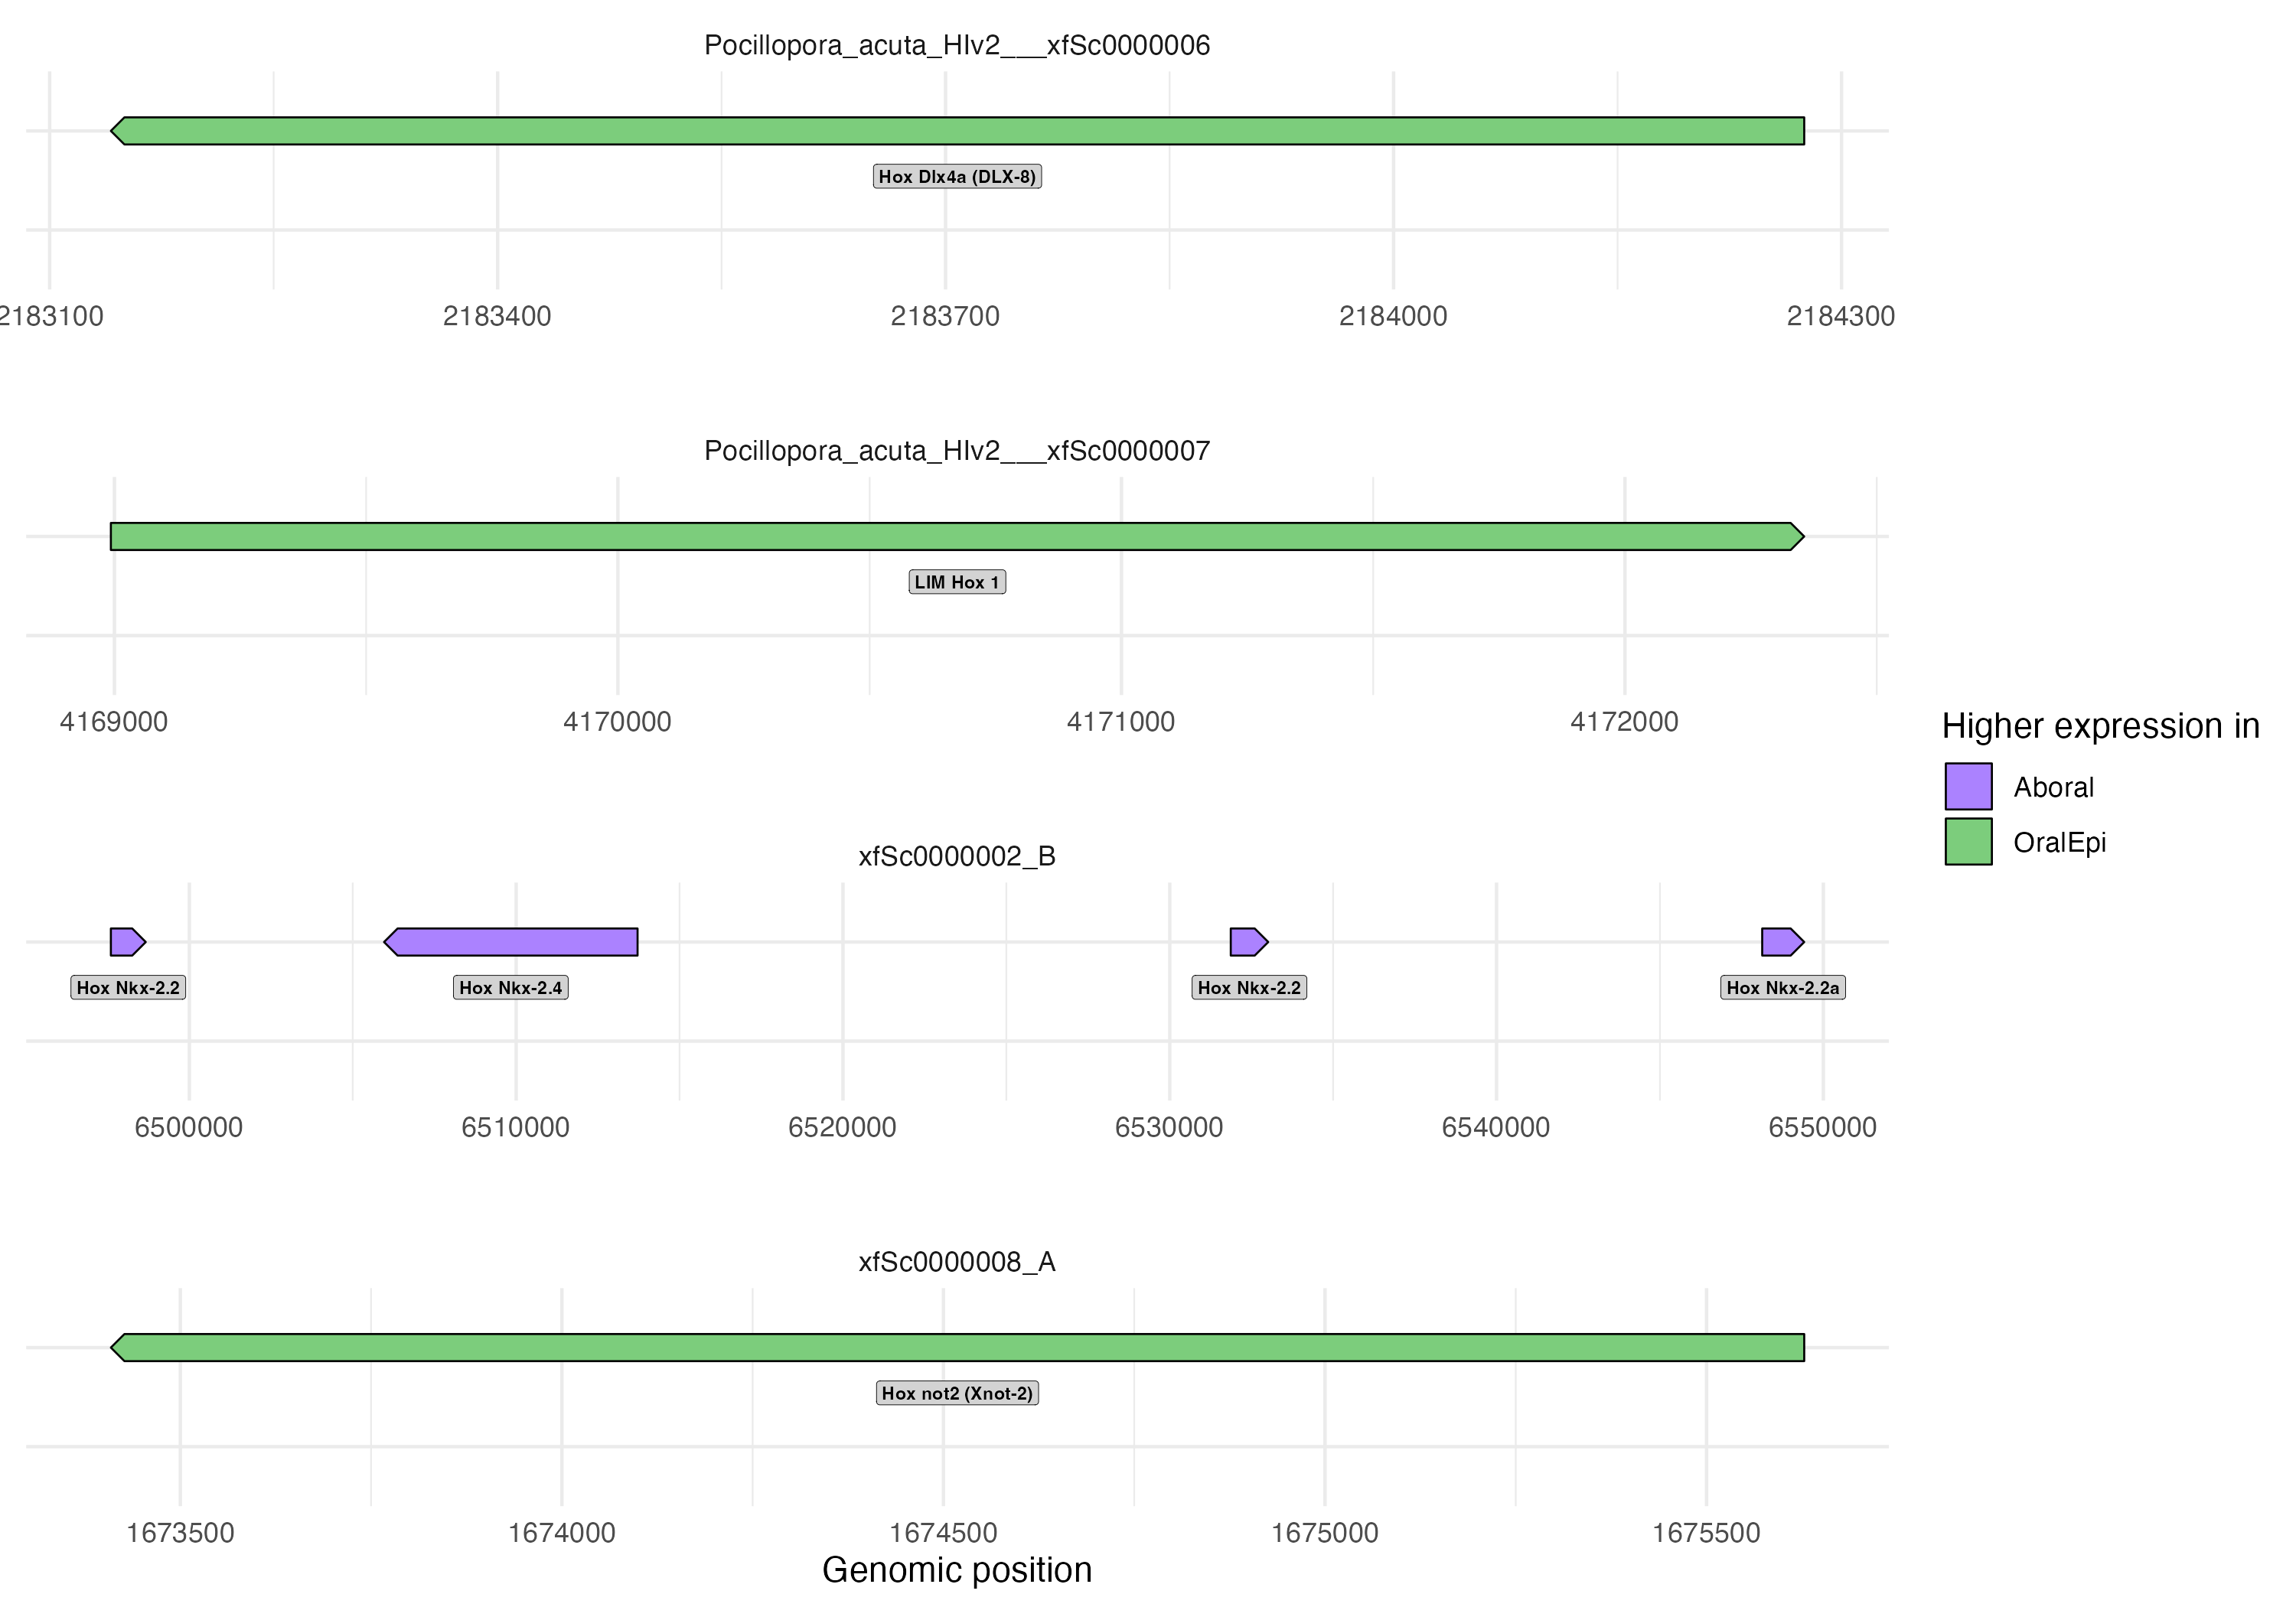 Pocillopora_acuta_HIv2___xfSc0000006
Hox Dlx4a (DLX-8)
2183100 2183400 2183700 2184000 2184300
Pocillopora_acuta_HIv2___xfSc0000007
LIM Hox 1
4169000 4170000 4171000 4172000
Higher expression in
Aboral
OralEpi
xfSc0000002_B
Hox Nkx-2.2 Hox Nkx-2.4 Hox Nkx-2.2 Hox Nkx-2.2a
6500000 6510000 6520000 6530000 6540000 6550000
xfSc0000008_A
Hox not2 (Xnot-2)
1673500 1674000 1674500 1675000 1675500
Genomic position